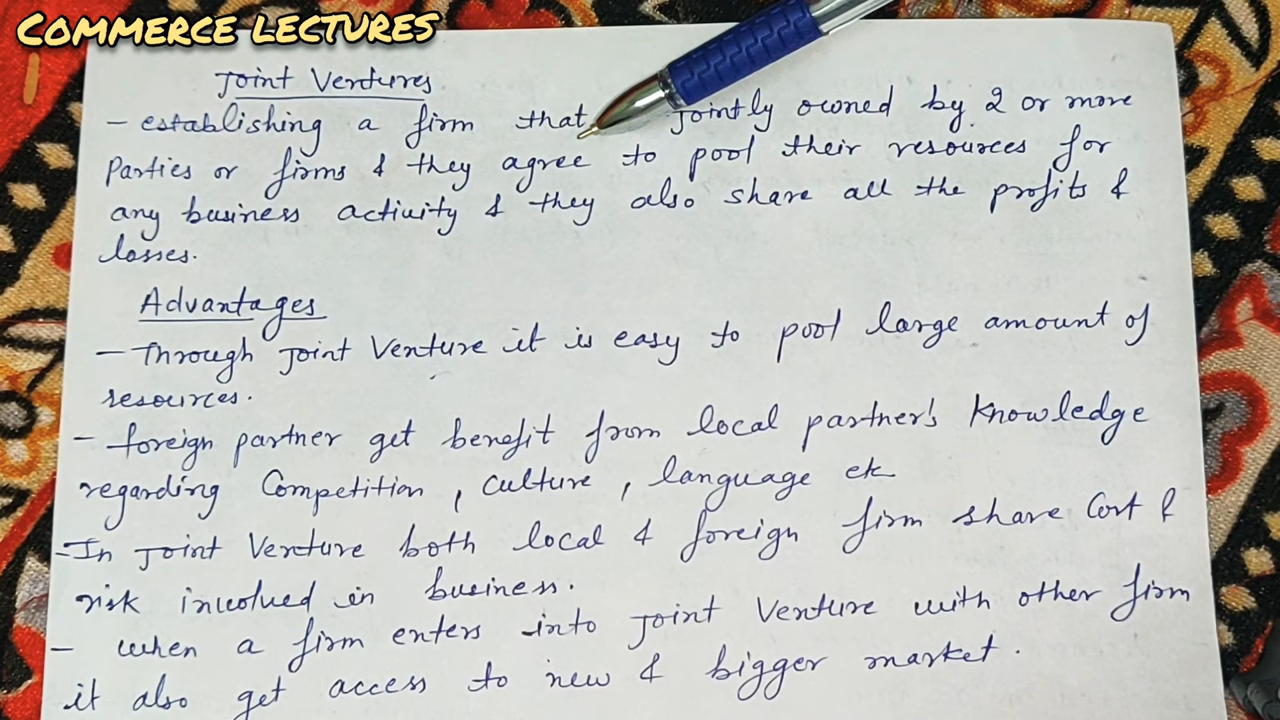 COMMERCE LECTURES
Joint Ventures
- establishing a firm that Jointly owned by 2 or more
Parties or firms & they agree to pool their resources for
any business activity & they also share all the profits &
losses.
Advantages
- Through Joint Venture it is easy to pool large amount of
resources.
- foreign partner get benefit from local partner's Knowledge
regarding Competition, culture, language etc
- In Joint Venture both local & foreign firm share Cost &
risk involved in business.
- when a firm enters into Joint Venture with other firm
it also get access to new & bigger market.